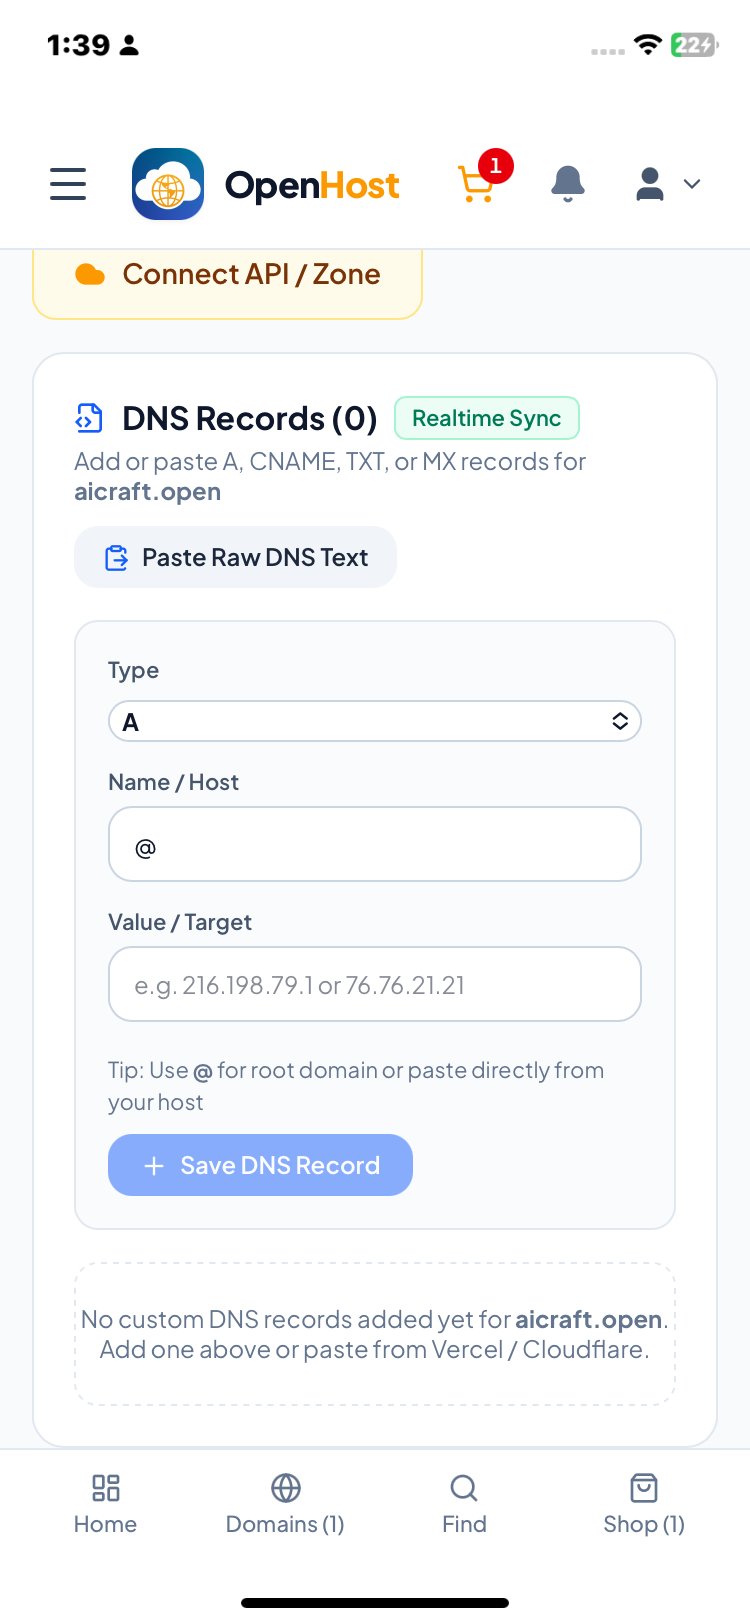 1:39
22
OpenHost
1
Connect API / Zone
DNS Records (0)
Realtime Sync
Add or paste A, CNAME, TXT, or MX records for
aicraft.open
Paste Raw DNS Text
Type
A
Name / Host
@
Value / Target
e.g. 216.198.79.1 or 76.76.21.21
Tip: Use @ for root domain or paste directly from
your host
+ Save DNS Record
No custom DNS records added yet for aicraft.open.
Add one above or paste from Vercel / Cloudflare.
Home
Domains (1)
Find
Shop (1)